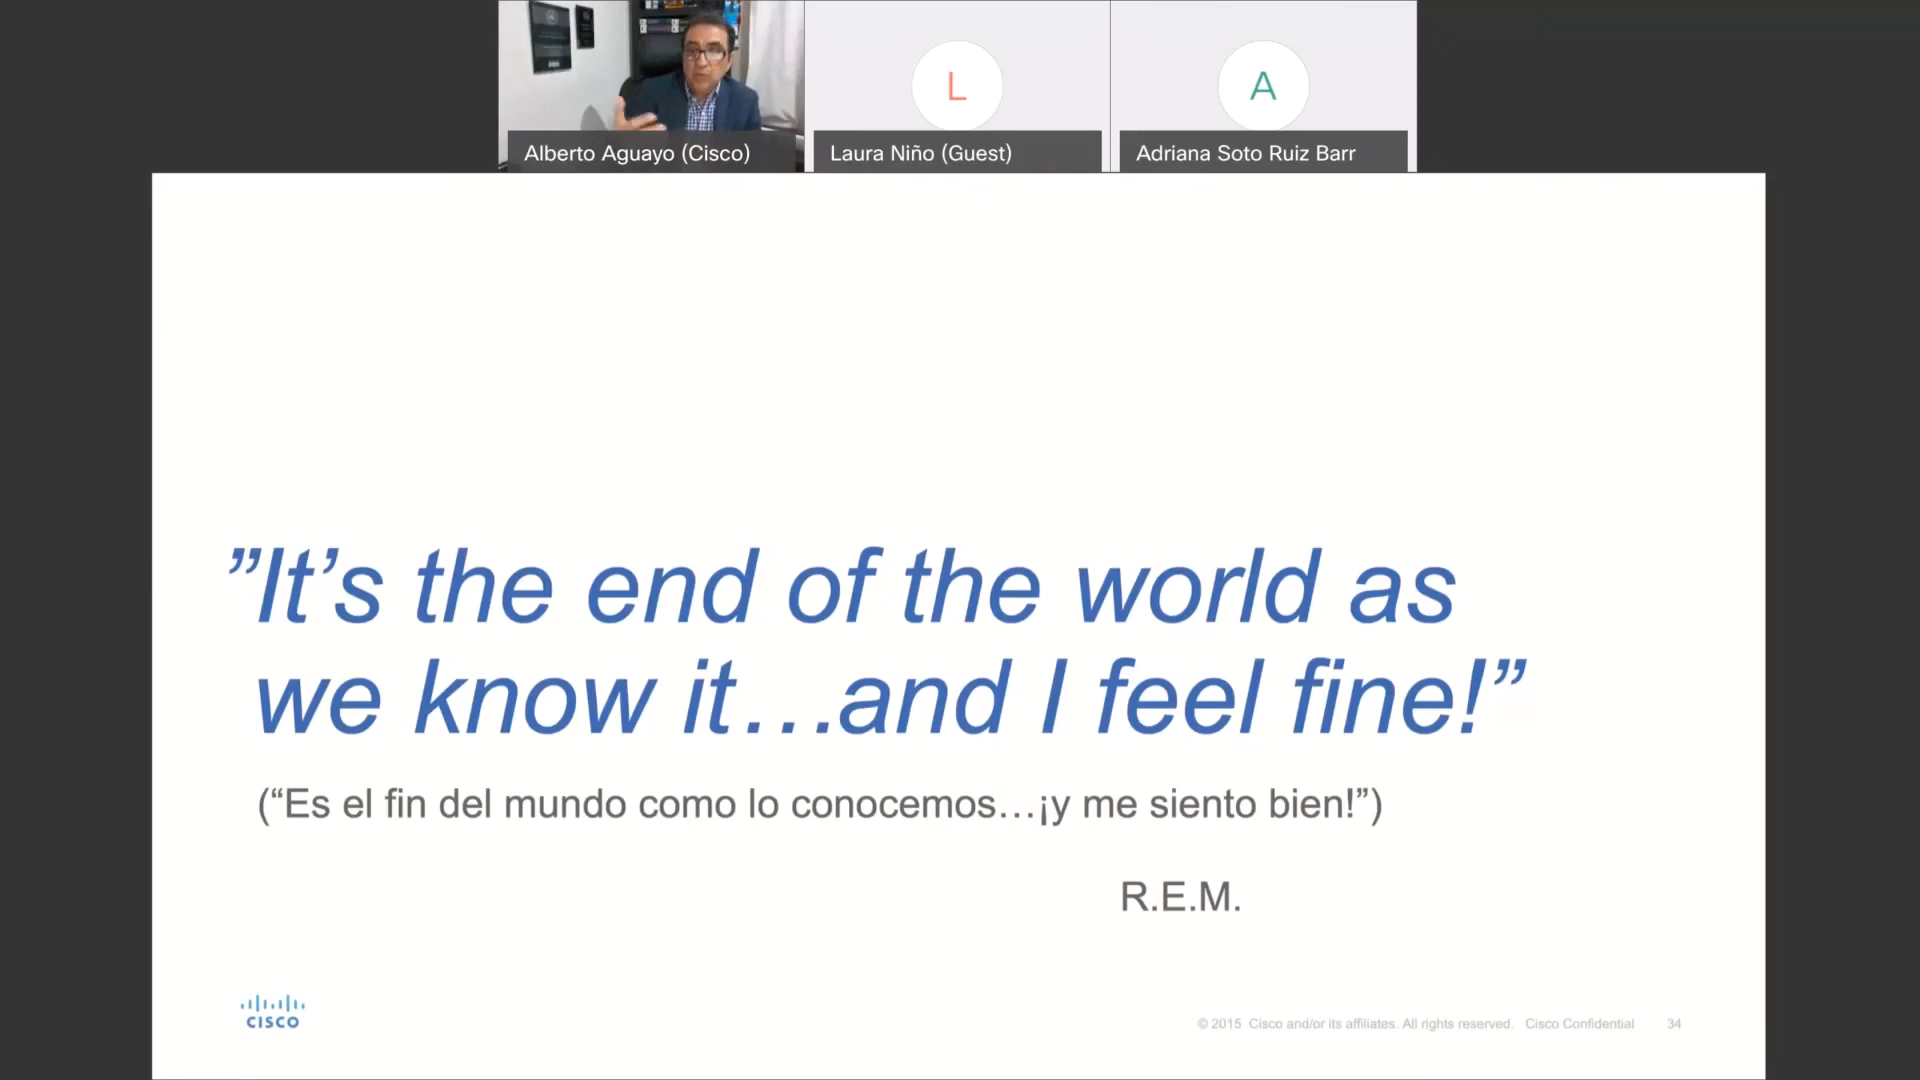 L
A
Alberto Aguayo (Cisco)
Laura Niño (Guest)
Adriana Soto Ruiz Barr
”It’s the end of the world as
we know it…and I feel fine!”
(“Es el fin del mundo como lo conocemos…¡y me siento bien!”)
R.E.M.
CISCO
© 2015 Cisco and/or its affiliates. All rights reserved. Cisco Confidential 34